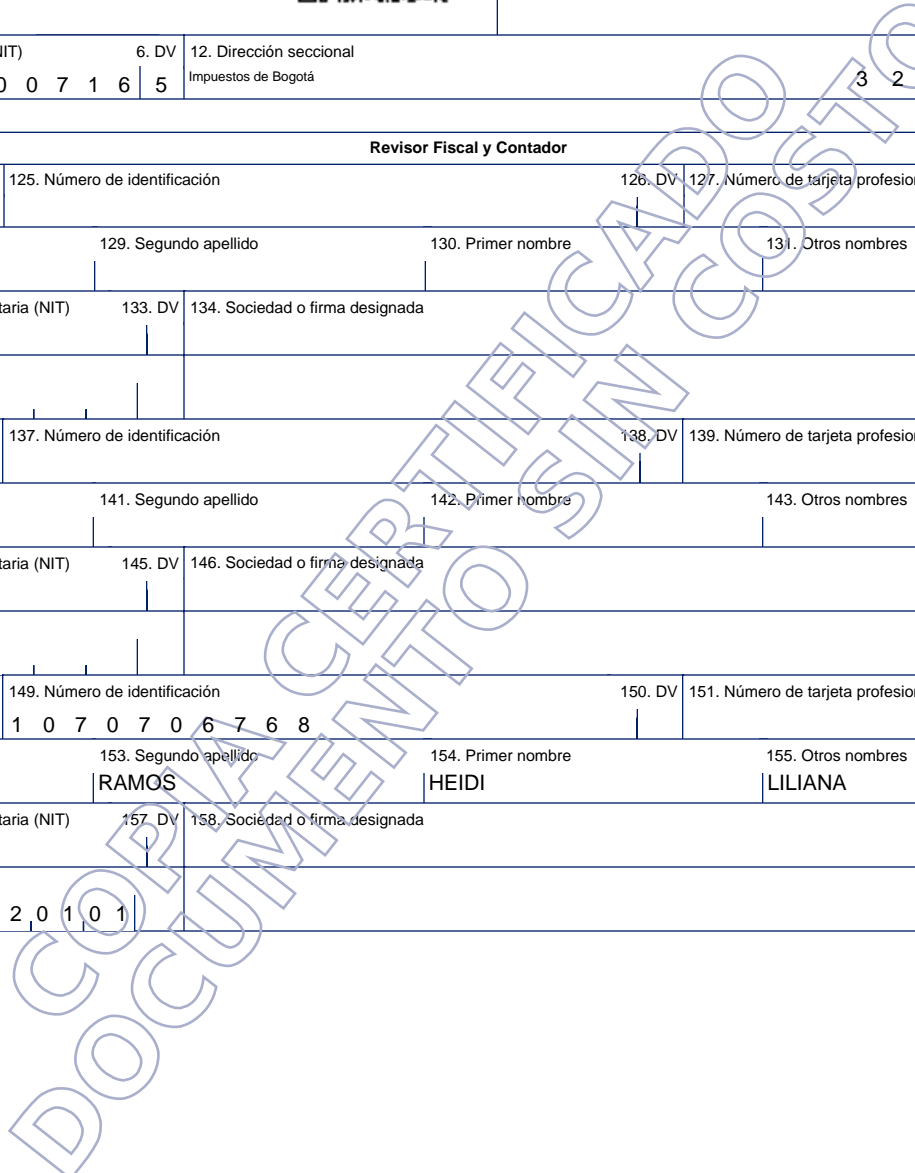 NIT) 6. DV 12. Dirección seccional
0 0 7 1 6 5 Impuestos de Bogotá 3 2
Revisor Fiscal y Contador
125. Número de identificación 126. DV 127. Número de tarjeta profesion
129. Segundo apellido 130. Primer nombre 131. Otros nombres
taria (NIT) 133. DV 134. Sociedad o firma designada
137. Número de identificación 138. DV 139. Número de tarjeta profesion
141. Segundo apellido 142. Primer nombre 143. Otros nombres
taria (NIT) 145. DV 146. Sociedad o firma designada
149. Número de identificación 150. DV 151. Número de tarjeta profesion
1 0 7 0 7 0 6 7 6 8
153. Segundo apellido 154. Primer nombre 155. Otros nombres
RAMOS HEIDI LILIANA
taria (NIT) 157. DV 158. Sociedad o firma designada
2 0 1 0 1
COPIA CERTIFICADO
DOCUMENTO SIN COSTO